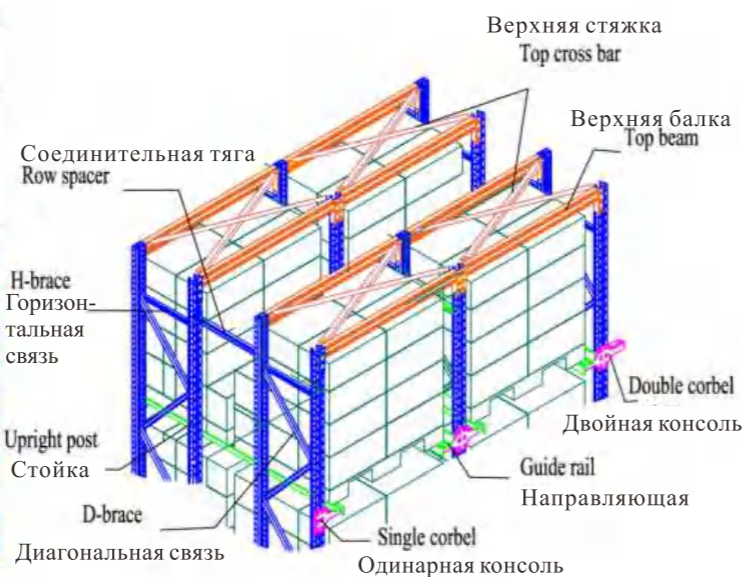 Верхняя стяжка
Top cross bar
Верхняя балка
Top beam
Соединительная тяга
Row spacer
H-brace
Горизон-
тальная
связь
Double corbel
Двойная консоль
Upright post
Стойка
Guide rail
Направляющая
D-brace
Диагональная связь
Single corbel
Одинарная консоль